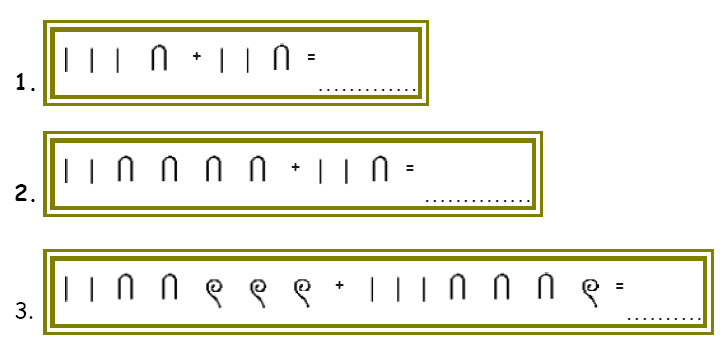 1. | | | ∩ + | | ∩ = .............
2. | | ∩ ∩ ∩ ∩ + | | ∩ = ..............
3. | | ∩ ∩ 𓍢 𓍢 𓍢 + | | | ∩ ∩ ∩ 𓍢 = ..........